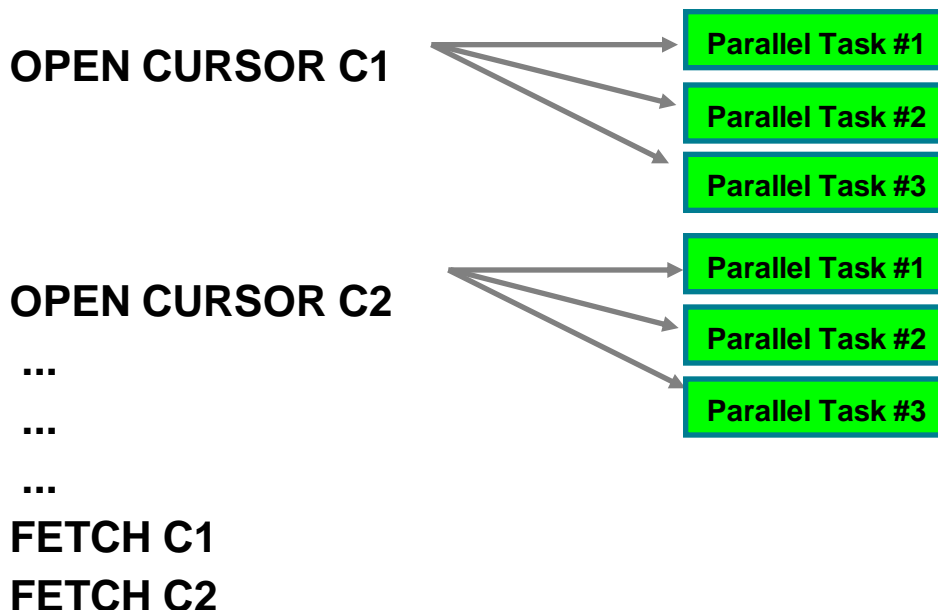 OPEN CURSOR C1
Parallel Task #1
Parallel Task #2
Parallel Task #3
OPEN CURSOR C2
Parallel Task #1
Parallel Task #2
Parallel Task #3
...
...
...
FETCH C1
FETCH C2